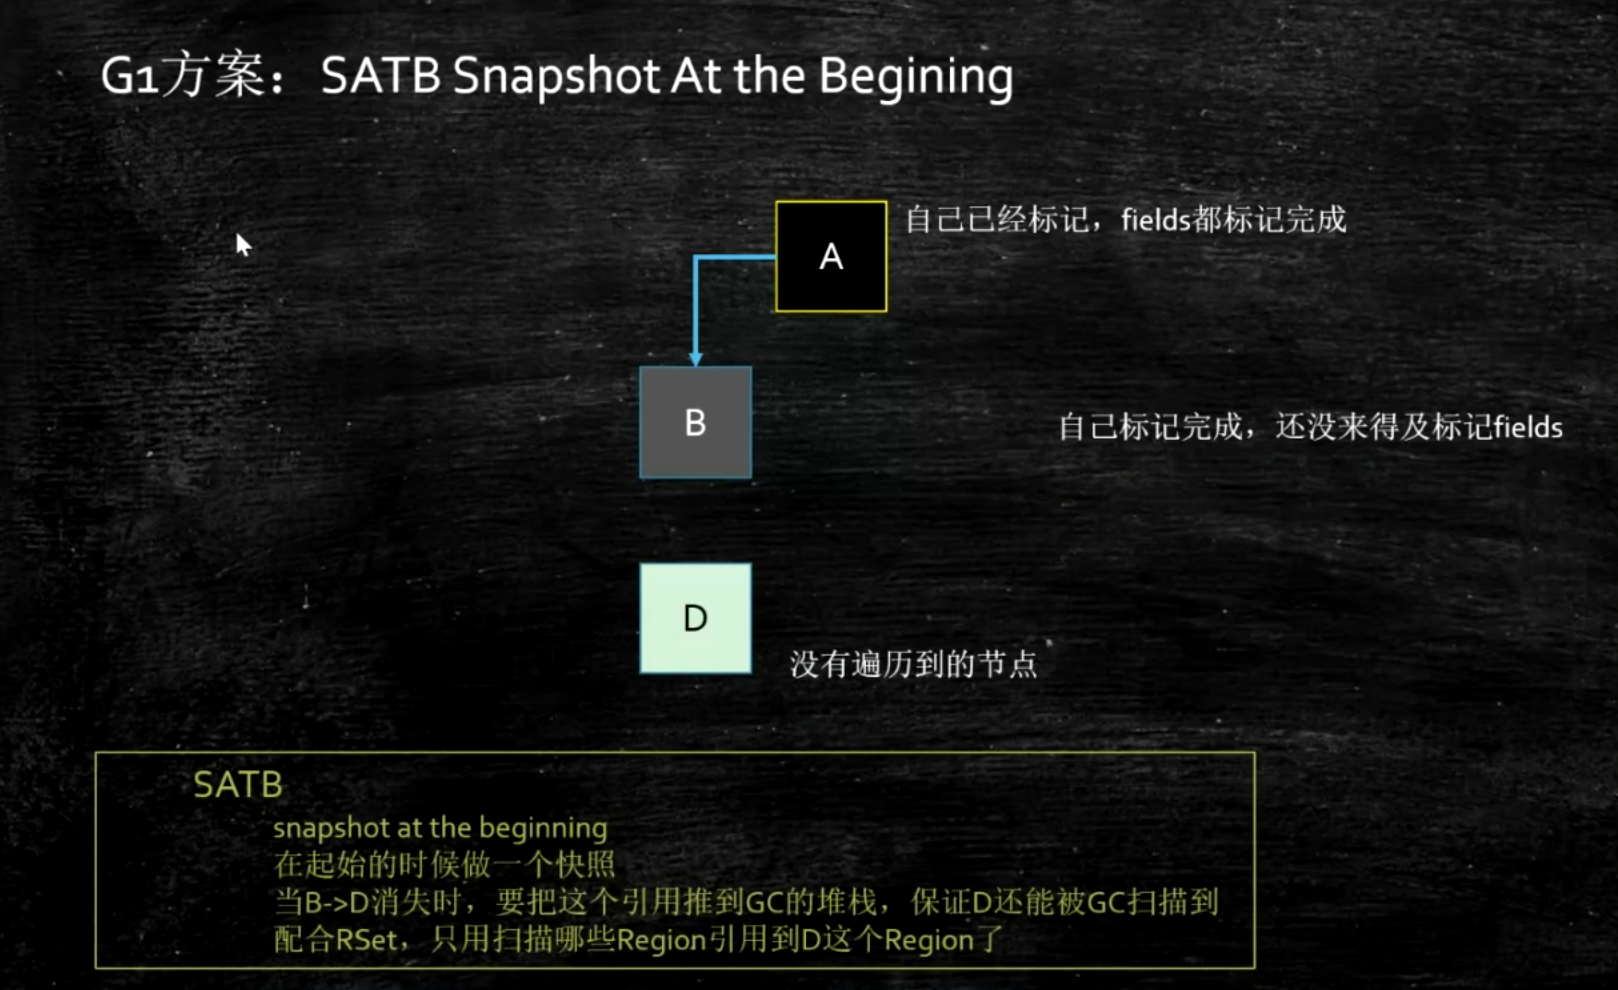 G1方案：SATB Snapshot At the Begining
A
自己已经标记，fields都标记完成
B
自己标记完成，还没来得及标记fields
D
没有遍历到的节点
SATB
snapshot at the beginning
在起始的时候做一个快照
当B->D消失时，要把这个引用推到GC的堆栈，保证D还能被GC扫描到
配合RSet，只用扫描哪些Region引用到D这个Region了